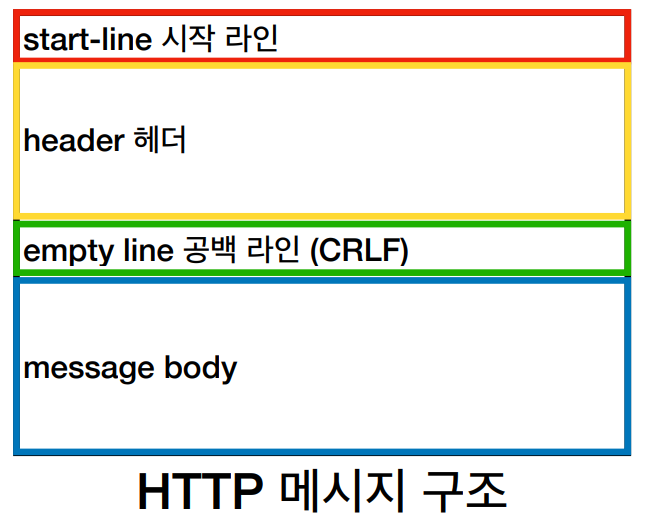 start-line 시작 라인
header 헤더
empty line 공백 라인 (CRLF)
message body
HTTP 메시지 구조